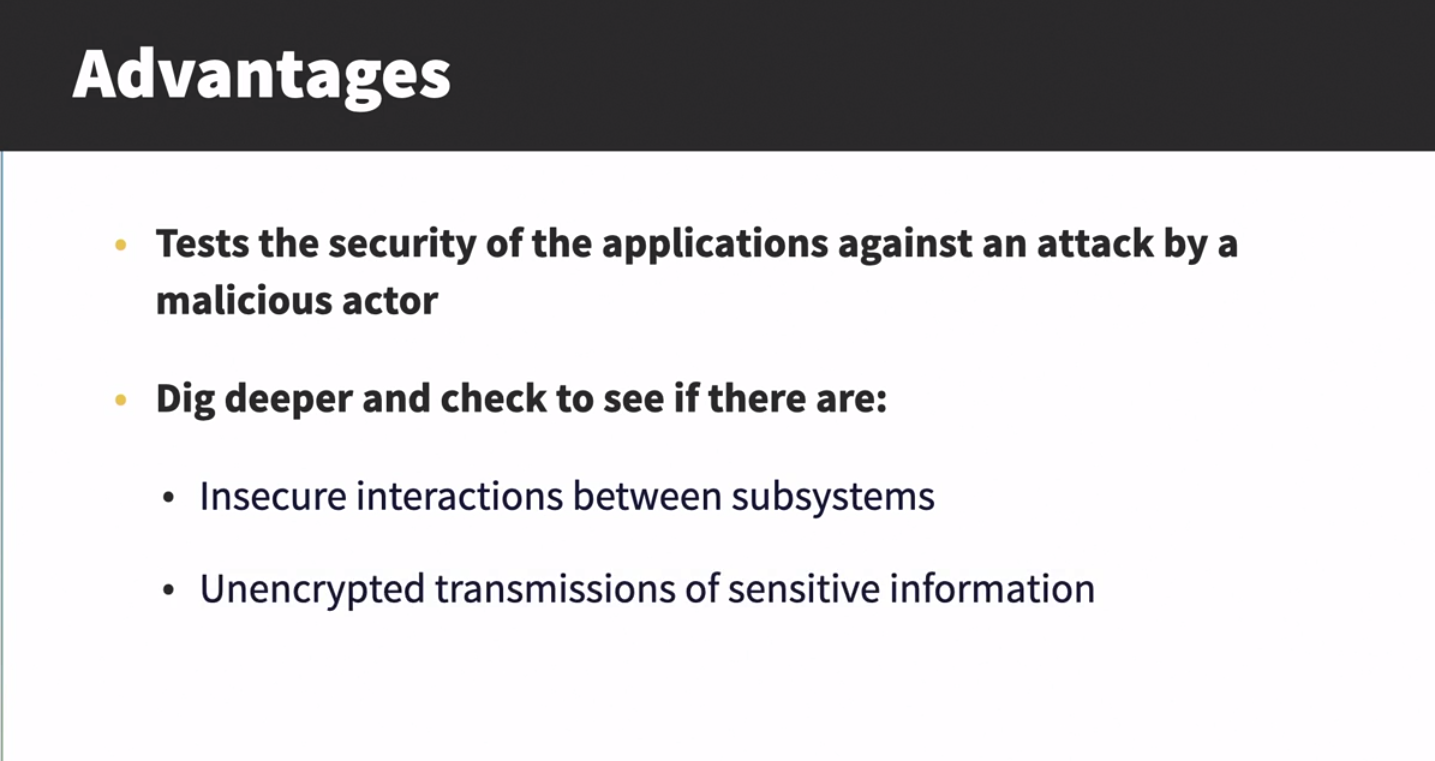 Advantages
• Tests the security of the applications against an attack by a
malicious actor
• Dig deeper and check to see if there are:
• Insecure interactions between subsystems
• Unencrypted transmissions of sensitive information